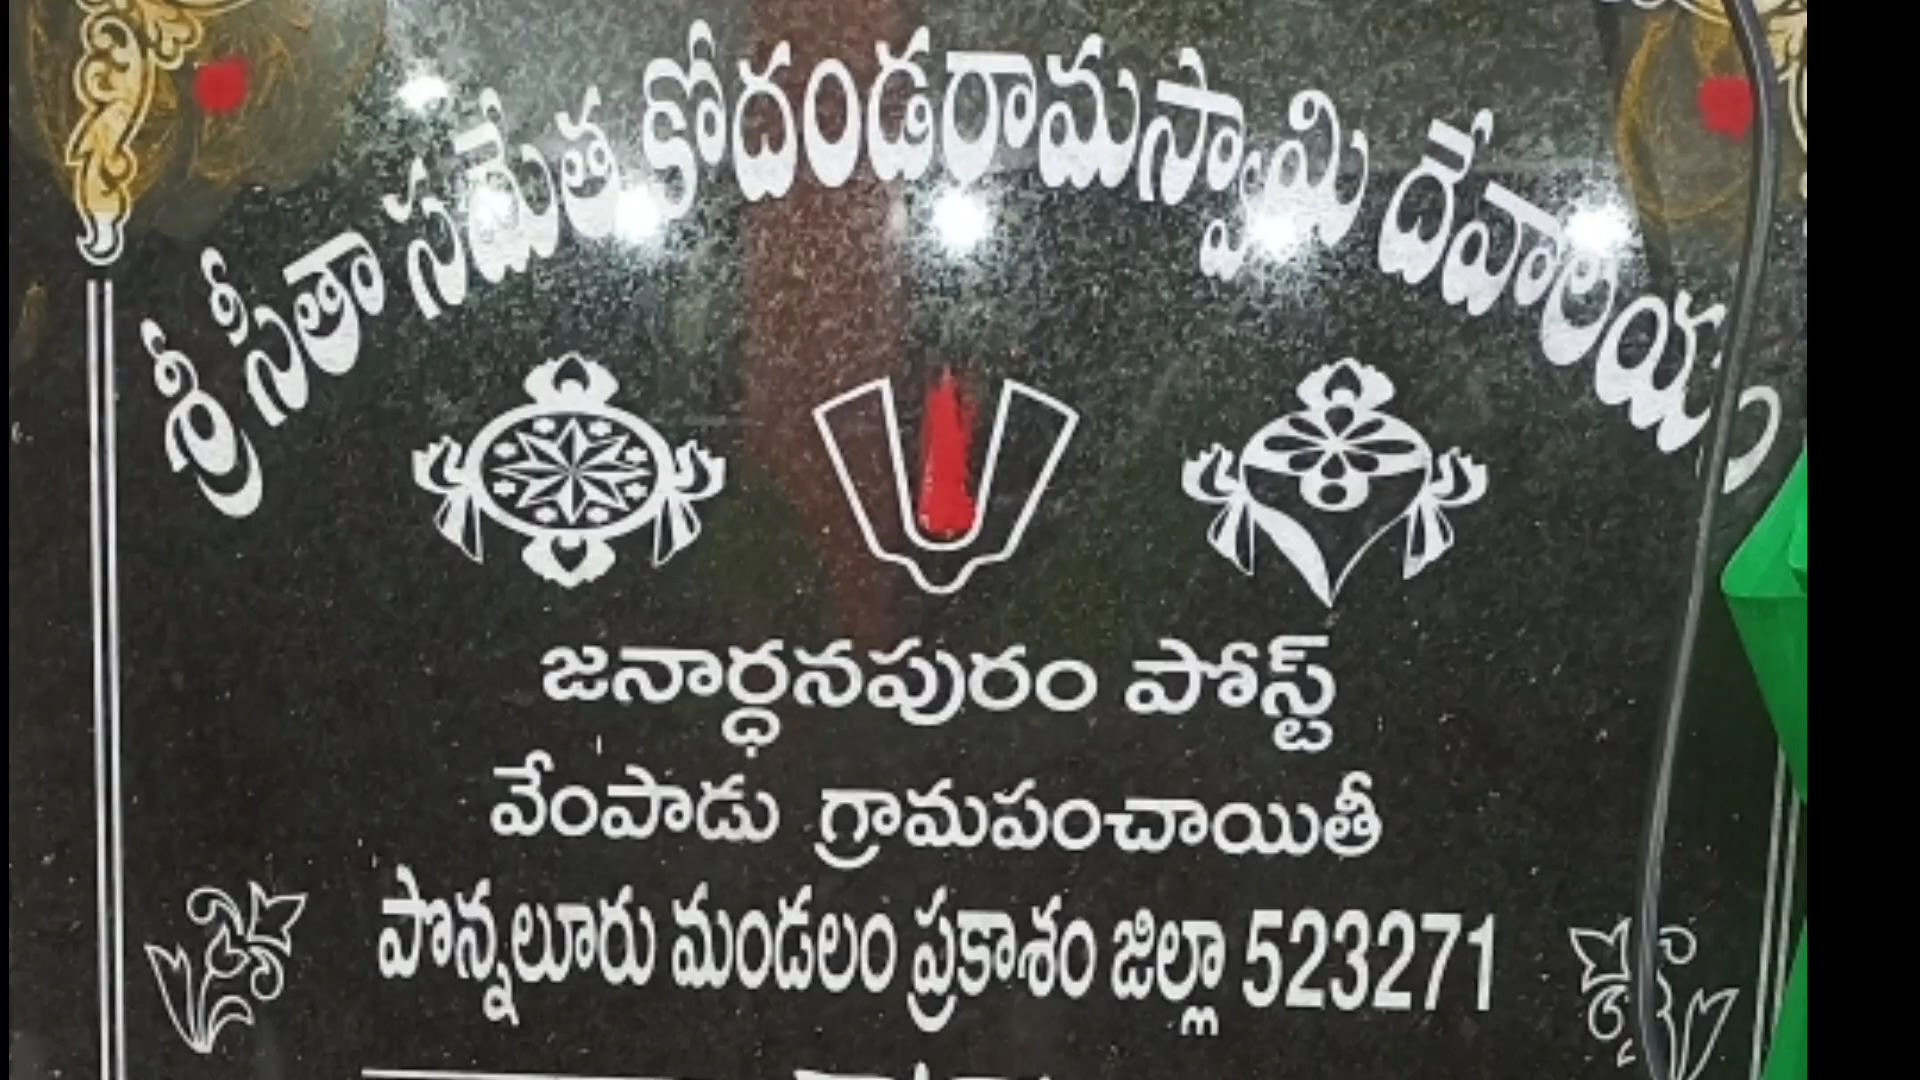 శ్రీ సీతా సమేత కోదండరామస్వామి దేవాలయం
జనార్ధనపురం పోస్ట్
వేంపాడు గ్రామపంచాయితీ
పొన్నలూరు మండలం ప్రకాశం జిల్లా 523271